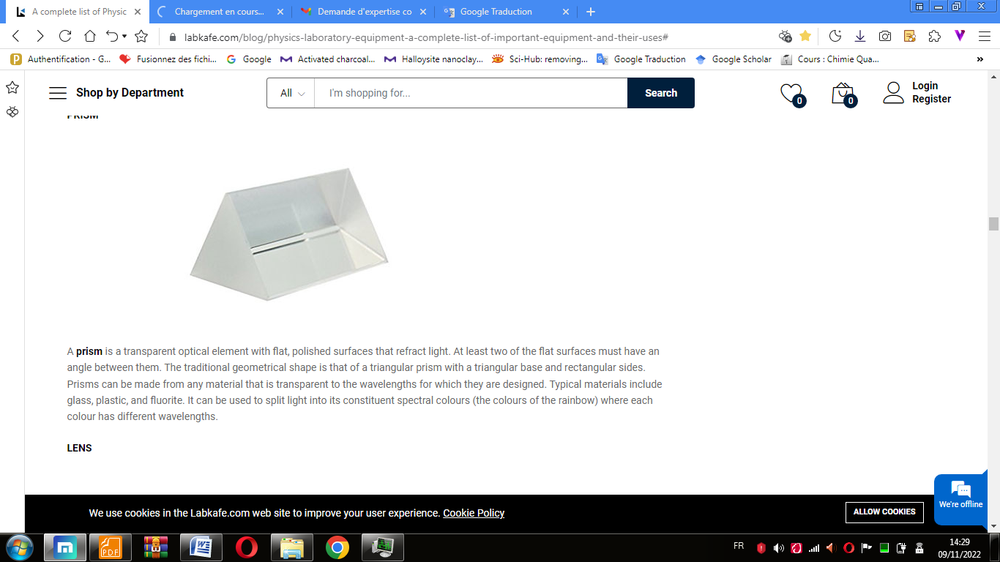 A complete list of Physic
Chargement en cours...
Demande d'expertise co
Google Traduction
labkafe.com/blog/physics-laboratory-equipment-a-complete-list-of-important-equipment-and-their-uses#
Authentification - G...
Fusionnez des fichi...
Google
Activated charcoal...
Halloysite nanoclay...
Sci-Hub: removing...
Google Traduction
Google Scholar
Cours : Chimie Qua...
Shop by Department
All
I'm shopping for...
Search
0
0
Login
Register
PRISM
A prism is a transparent optical element with flat, polished surfaces that refract light. At least two of the flat surfaces must have an
angle between them. The traditional geometrical shape is that of a triangular prism with a triangular base and rectangular sides.
Prisms can be made from any material that is transparent to the wavelengths for which they are designed. Typical materials include
glass, plastic, and fluorite. It can be used to split light into its constituent spectral colours (the colours of the rainbow) where each
colour has different wavelengths.
LENS
We're offline
We use cookies in the Labkafe.com web site to improve your user experience. Cookie Policy
ALLOW COOKIES
PDF
FR
14:29
09/11/2022